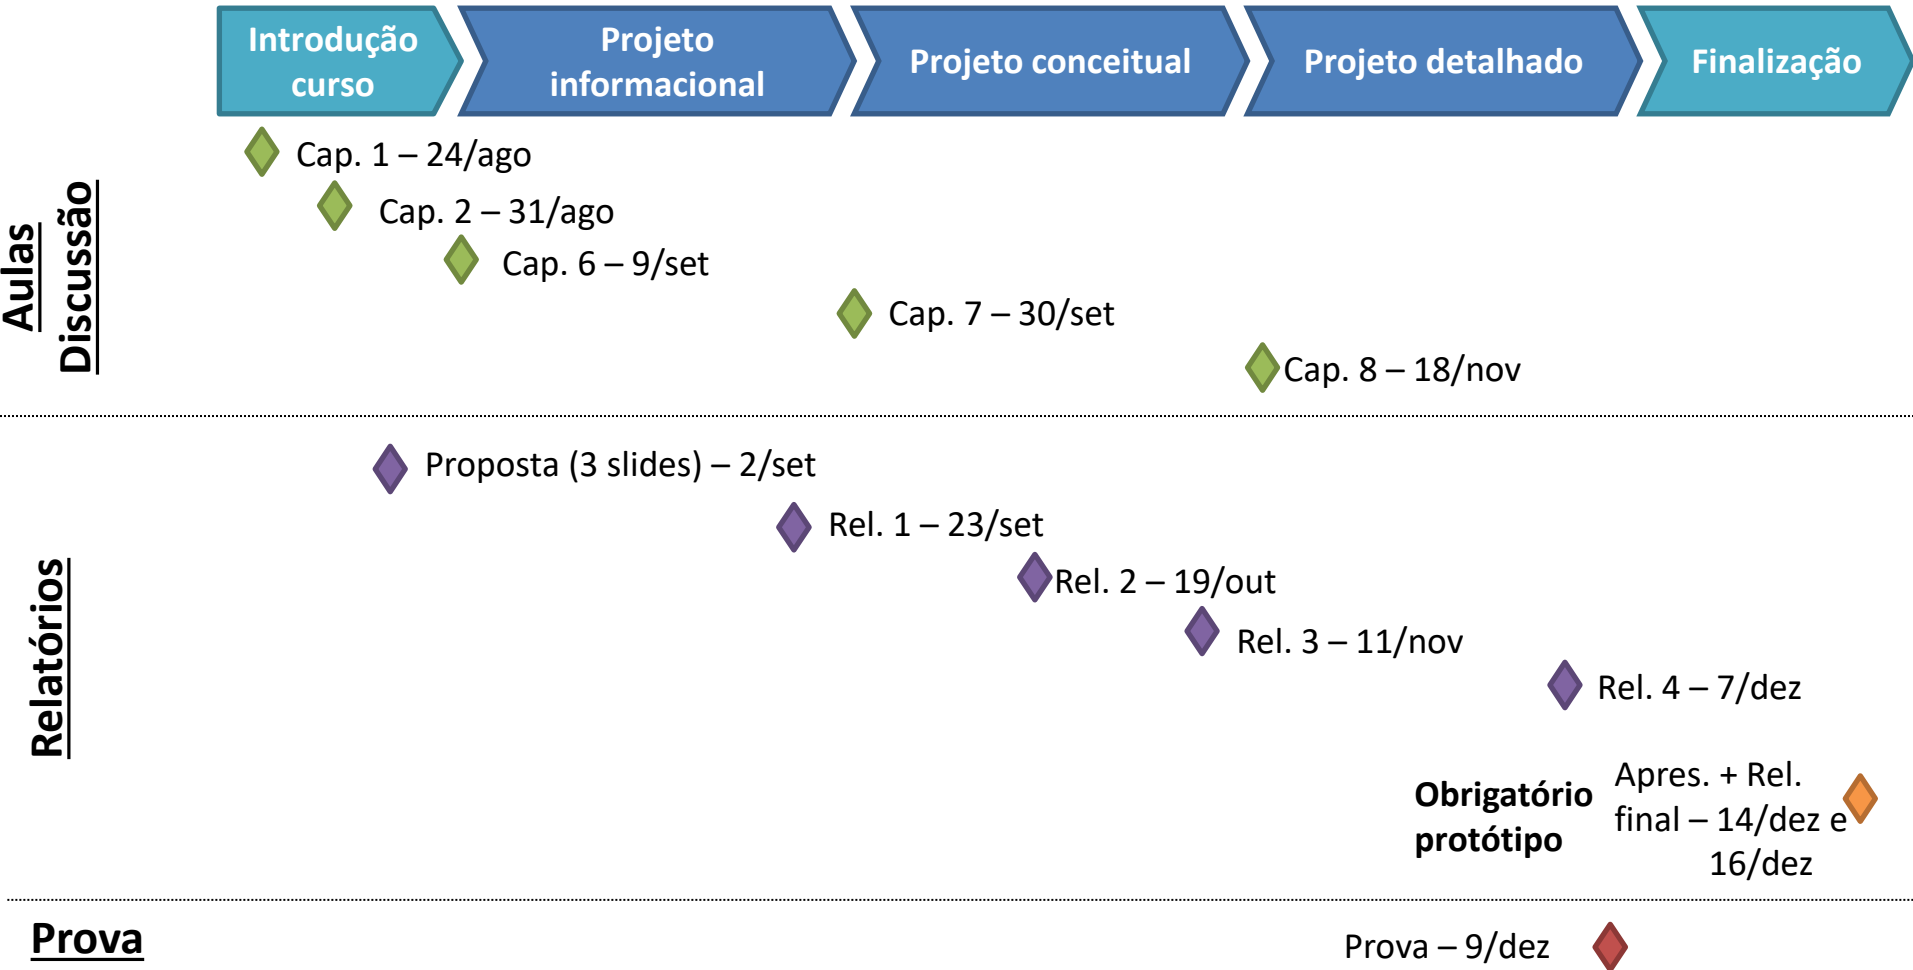 Introdução
curso
Projeto
informacional
Projeto conceitual
Projeto detalhado
Finalização
Aulas
Discussão
Cap. 1 – 24/ago
Cap. 2 – 31/ago
Cap. 6 – 9/set
Cap. 7 – 30/set
Cap. 8 – 18/nov
Relatórios
Proposta (3 slides) – 2/set
Rel. 1 – 23/set
Rel. 2 – 19/out
Rel. 3 – 11/nov
Rel. 4 – 7/dez
Obrigatório
protótipo
Apres. + Rel.
final – 14/dez e
16/dez
Prova
Prova – 9/dez